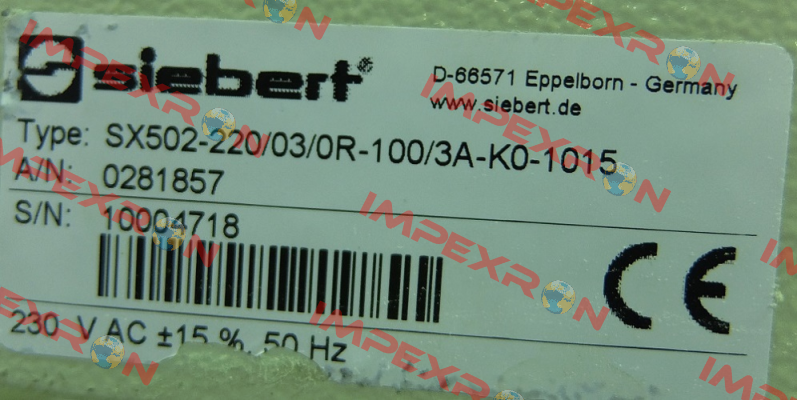 siebert®
D-66571 Eppelborn - Germany
www.siebert.de
Type: SX502-220/03/0R-100/3A-K0-1015
A/N: 0281857
S/N: 10004718
230 V AC ±15 %, 50 Hz
IMPEXRON